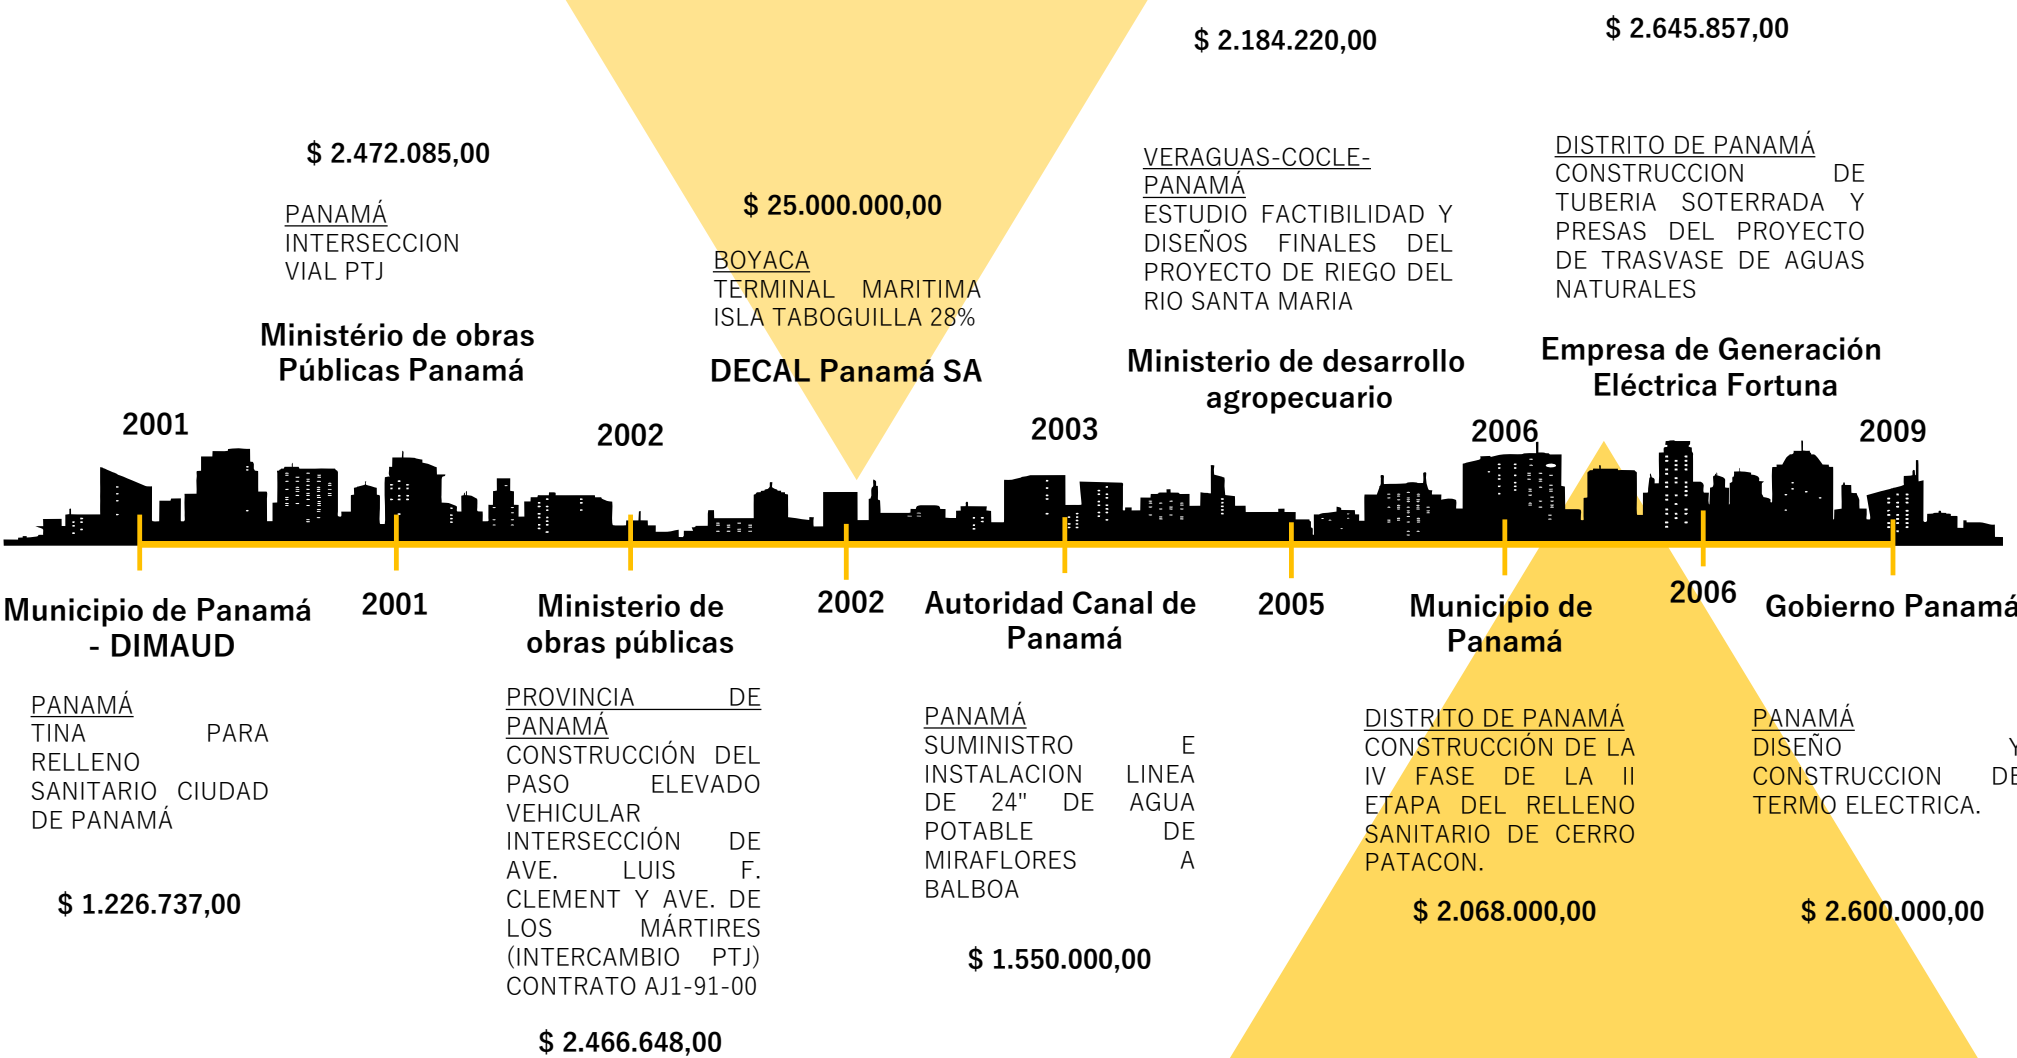 $ 2.184.220,00
$ 2.645.857,00
$ 2.472.085,00
PANAMÁ
INTERSECCION
VIAL PTJ
Ministério de obras
Públicas Panamá
$ 25.000.000,00
BOYACA
TERMINAL MARITIMA
ISLA TABOGUILLA 28%
DECAL Panamá SA
VERAGUAS-COCLE-
PANAMÁ
ESTUDIO FACTIBILIDAD Y
DISEÑOS FINALES DEL
PROYECTO DE RIEGO DEL
RIO SANTA MARIA
Ministerio de desarrollo
agropecuario
DISTRITO DE PANAMÁ
CONSTRUCCION DE
TUBERIA SOTERRADA Y
PRESAS DEL PROYECTO
DE TRASVASE DE AGUAS
NATURALES
Empresa de Generación
Eléctrica Fortuna
2001
2002
2003
2006
2009
Municipio de Panamá
- DIMAUD
PANAMÁ
TINA PARA
RELLENO
SANITARIO CIUDAD
DE PANAMÁ
$ 1.226.737,00
2001
Ministerio de
obras públicas
PROVINCIA DE
PANAMÁ
CONSTRUCCIÓN DEL
PASO ELEVADO
VEHICULAR
INTERSECCIÓN DE
AVE. LUIS F.
CLEMENT Y AVE. DE
LOS MÁRTIRES
(INTERCAMBIO PTJ)
CONTRATO AJ1-91-00
$ 2.466.648,00
2002
Autoridad Canal de
Panamá
PANAMÁ
SUMINISTRO E
INSTALACION LINEA
DE 24" DE AGUA
POTABLE DE
MIRAFLORES A
BALBOA
$ 1.550.000,00
2005
Municipio de
Panamá
DISTRITO DE PANAMÁ
CONSTRUCCIÓN DE LA
IV FASE DE LA II
ETAPA DEL RELLENO
SANITARIO DE CERRO
PATACON.
$ 2.068.000,00
2006
Gobierno Panamá
PANAMÁ
DISEÑO Y
CONSTRUCCION DE
TERMO ELECTRICA.
$ 2.600.000,00